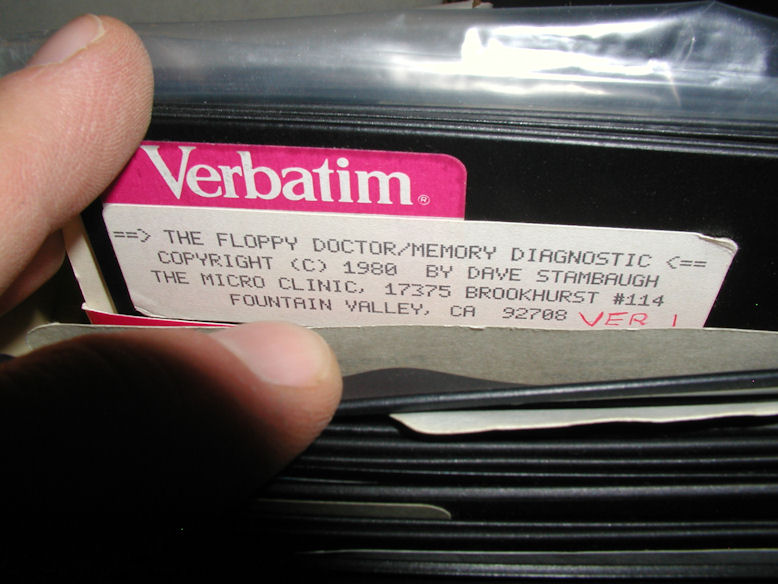 Verbatim®
==> THE FLOPPY DOCTOR/MEMORY DIAGNOSTIC <==
COPYRIGHT (C) 1980 BY DAVE STAMBAUGH
THE MICRO CLINIC, 17375 BROOKHURST #114
FOUNTAIN VALLEY, CA 92708 VER 1